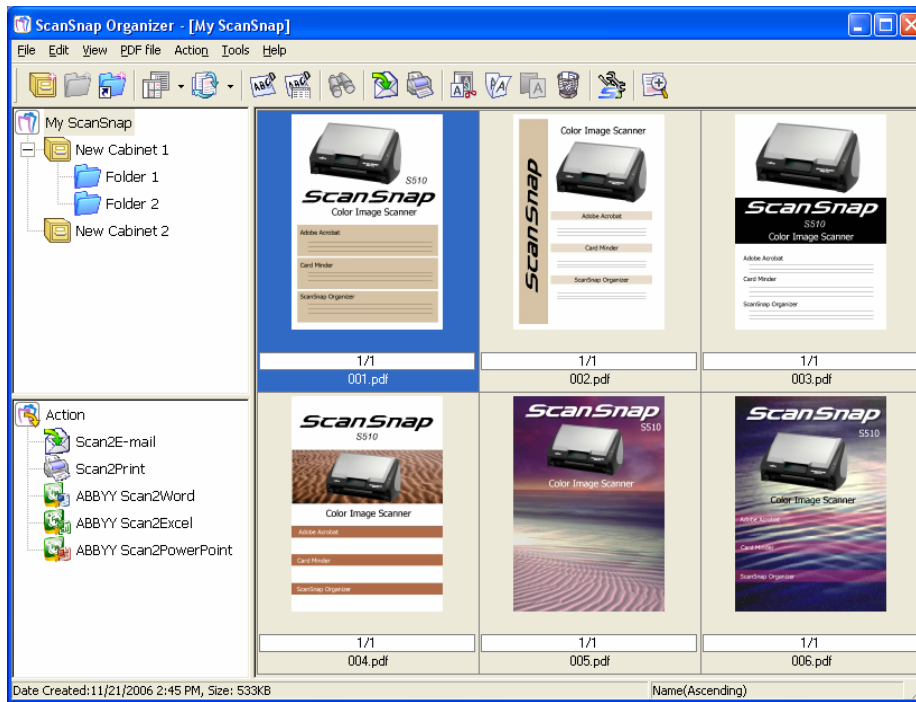 ScanSnap Organizer - [My ScanSnap]
File Edit View PDF file Action Tools Help
My ScanSnap
New Cabinet 1
Folder 1
Folder 2
New Cabinet 2
Action
Scan2E-mail
Scan2Print
ABBYY Scan2Word
ABBYY Scan2Excel
ABBYY Scan2PowerPoint
S510
ScanSnap
Color Image Scanner
Adobe Acrobat
Card Minder
ScanSnap Organizer
1/1
001.pdf
ScanSnap
Color Image Scanner
Adobe Acrobat
Card Minder
ScanSnap Organizer
1/1
002.pdf
ScanSnap
S510
Color Image Scanner
Adobe Acrobat
Card Minder
ScanSnap Organizer
1/1
003.pdf
ScanSnap
S510
Color Image Scanner
Adobe Acrobat
Card Minder
ScanSnap Organizer
1/1
004.pdf
ScanSnap
S510
Color Image Scanner
1/1
005.pdf
ScanSnap
S510
Color Image Scanner
Adobe Acrobat
Card Minder
ScanSnap Organizer
1/1
006.pdf
Date Created:11/21/2006 2:45 PM, Size: 533KB
Name(Ascending)